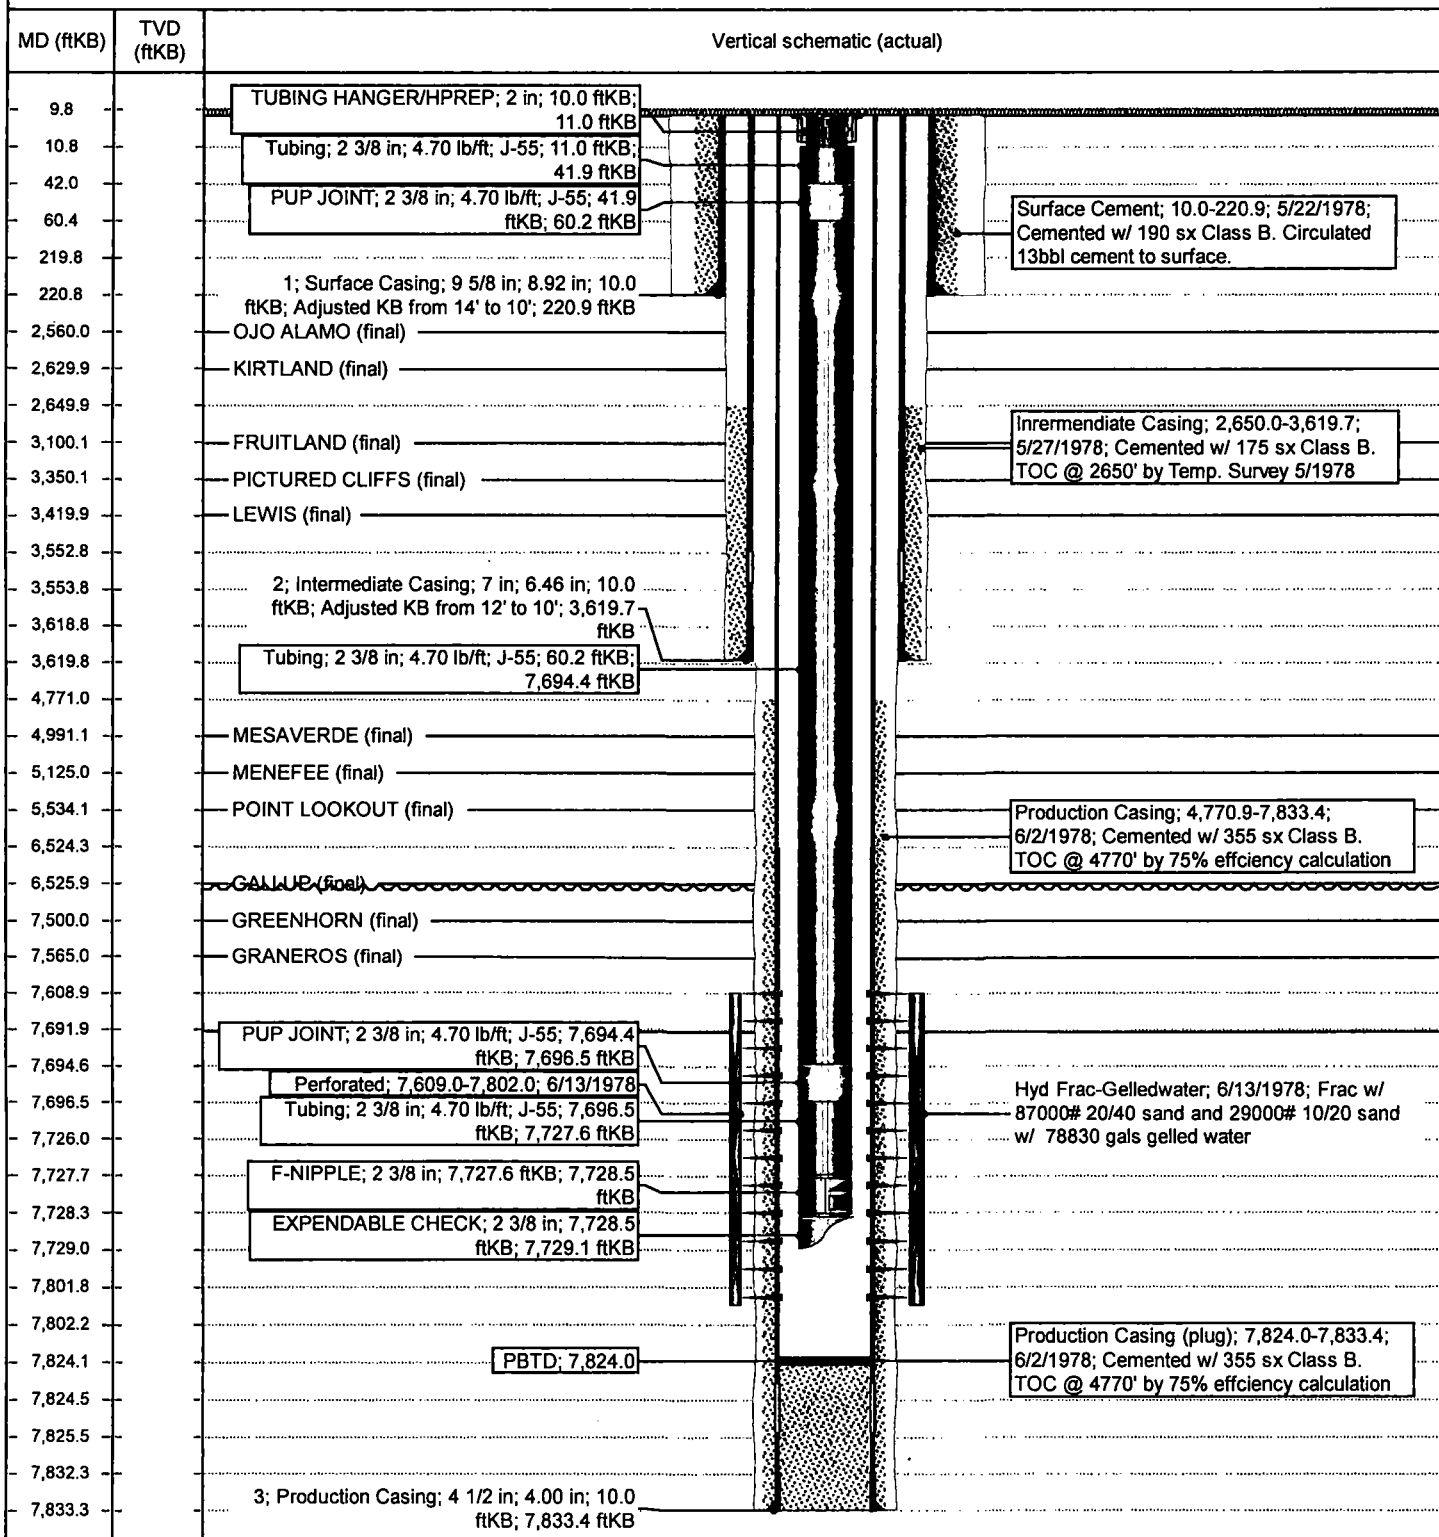 MD (ftKB)
TVD
(ftKB)
Vertical schematic (actual)
9.8
TUBING HANGER/HPREP; 2 in; 10.0 ftKB;
11.0 ftKB
10.8
Tubing; 2 3/8 in; 4.70 lb/ft; J-55; 11.0 ftKB;
41.9 ftKB
42.0
PUP JOINT; 2 3/8 in; 4.70 lb/ft; J-55; 41.9
ftKB; 60.2 ftKB
60.4
Surface Cement; 10.0-220.9; 5/22/1978;
Cemented w/ 190 sx Class B. Circulated
13bbl cement to surface.
219.8
1; Surface Casing; 9 5/8 in; 8.92 in; 10.0
ftKB; Adjusted KB from 14' to 10'; 220.9 ftKB
220.8
2,560.0
OJO ALAMO (final)
2,629.9
KIRTLAND (final)
2,649.9
3,100.1
FRUITLAND (final)
Inrermendiate Casing; 2,650.0-3,619.7;
5/27/1978; Cemented w/ 175 sx Class B.
TOC @ 2650' by Temp. Survey 5/1978
3,350.1
PICTURED CLIFFS (final)
3,419.9
LEWIS (final)
3,552.8
3,553.8
2; Intermediate Casing; 7 in; 6.46 in; 10.0
ftKB; Adjusted KB from 12' to 10'; 3,619.7
ftKB
3,618.8
3,619.8
Tubing; 2 3/8 in; 4.70 lb/ft; J-55; 60.2 ftKB;
7,694.4 ftKB
4,771.0
4,991.1
MESAVERDE (final)
5,125.0
MENEFEE (final)
5,534.1
POINT LOOKOUT (final)
Production Casing; 4,770.9-7,833.4;
6/2/1978; Cemented w/ 355 sx Class B.
TOC @ 4770' by 75% effciency calculation
6,524.3
6,525.9
GALLUP (final)
7,500.0
GREENHORN (final)
7,565.0
GRANEROS (final)
7,608.9
7,691.9
PUP JOINT; 2 3/8 in; 4.70 lb/ft; J-55; 7,694.4
ftKB; 7,696.5 ftKB
7,694.6
Perforated; 7,609.0-7,802.0; 6/13/1978
7,696.5
Tubing; 2 3/8 in; 4.70 lb/ft; J-55; 7,696.5
ftKB; 7,727.6 ftKB
Hyd Frac-Gelledwater; 6/13/1978; Frac w/
87000# 20/40 sand and 29000# 10/20 sand
w/ 78830 gals gelled water
7,726.0
7,727.7
F-NIPPLE; 2 3/8 in; 7,727.6 ftKB; 7,728.5
ftKB
7,728.3
EXPENDABLE CHECK; 2 3/8 in; 7,728.5
ftKB; 7,729.1 ftKB
7,729.0
7,801.8
7,802.2
7,824.1
PBTD; 7,824.0
Production Casing (plug); 7,824.0-7,833.4;
6/2/1978; Cemented w/ 355 sx Class B.
TOC @ 4770' by 75% effciency calculation
7,824.5
7,825.5
7,832.3
7,833.3
3; Production Casing; 4 1/2 in; 4.00 in; 10.0
ftKB; 7,833.4 ftKB